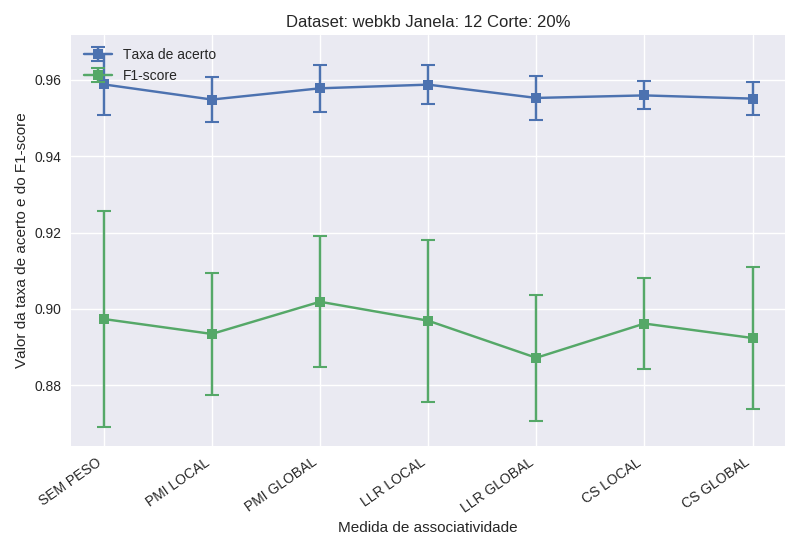 Dataset: webkb Janela: 12 Corte: 20%
Taxa de acerto
F1-score
Valor da taxa de acerto e do F1-score
0.96
0.94
0.92
0.90
0.88
SEM PESO
PMI LOCAL
PMI GLOBAL
LLR LOCAL
LLR GLOBAL
CS LOCAL
CS GLOBAL
Medida de associatividade